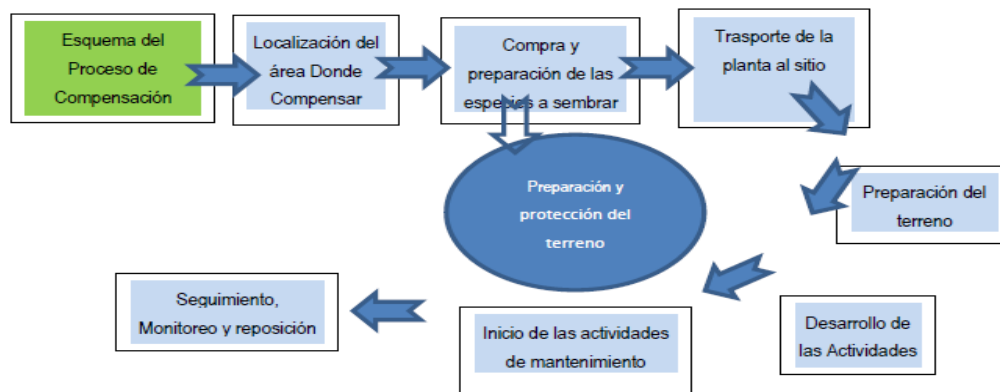 Esquema del
Proceso de
Compensación
Localización del
área Donde
Compensar
Compra y
preparación de las
especies a sembrar
Trasporte de la
planta al sitio
Preparación y
protección del
terreno
Preparación del
terreno
Desarrollo de
las Actividades
Inicio de las actividades
de mantenimiento
Seguimiento,
Monitoreo y reposición